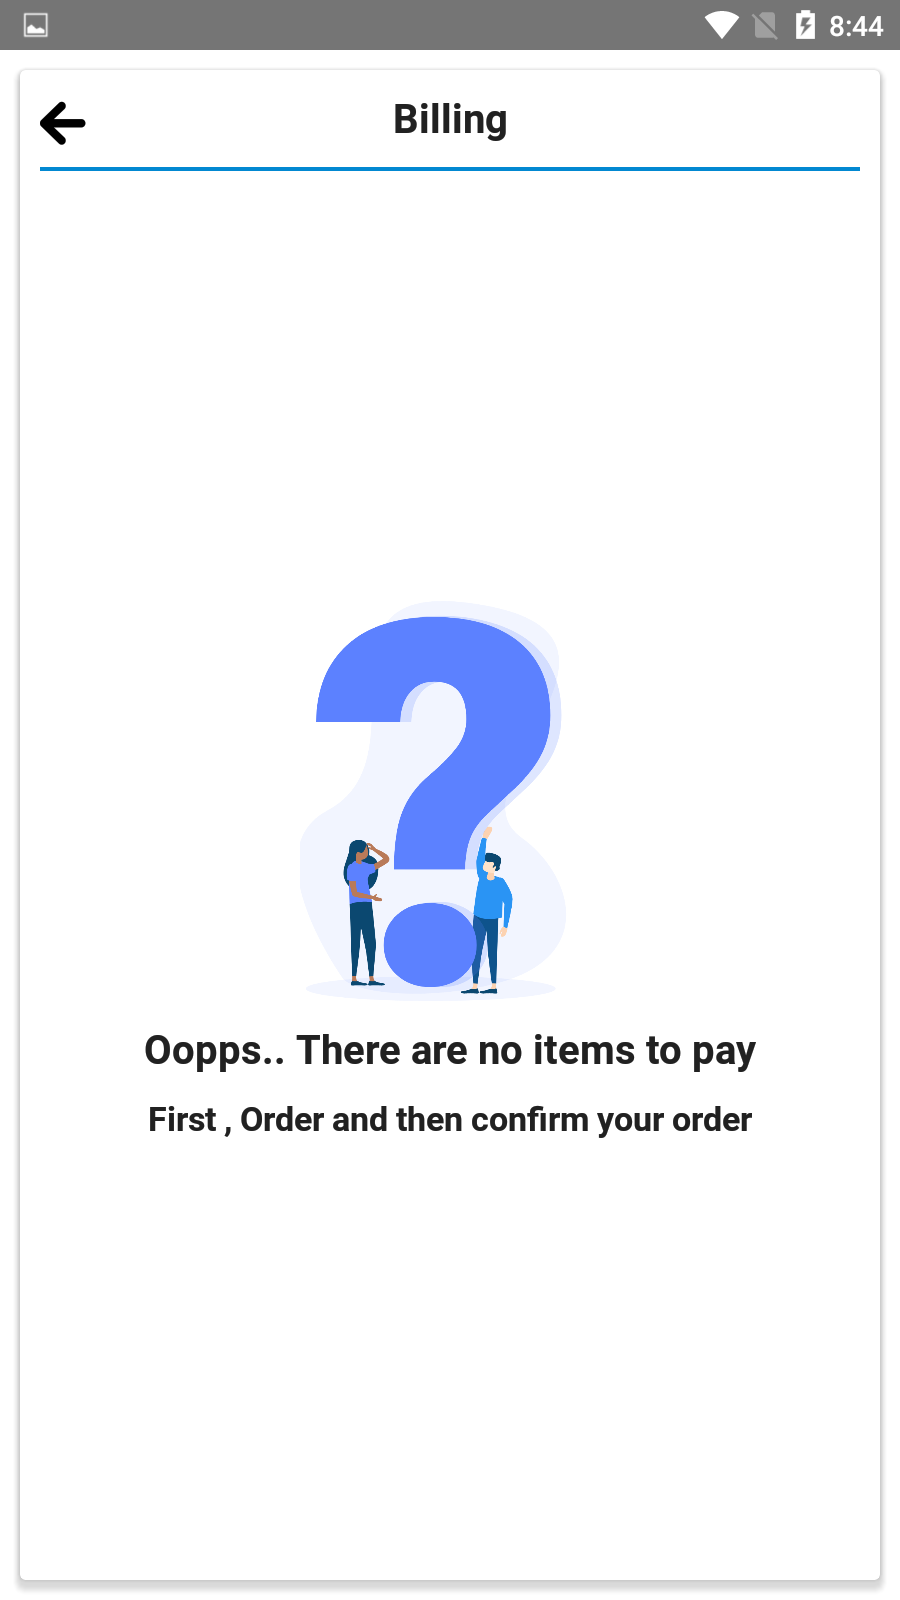 8:44
Billing
Oopps.. There are no items to pay
First , Order and then confirm your order